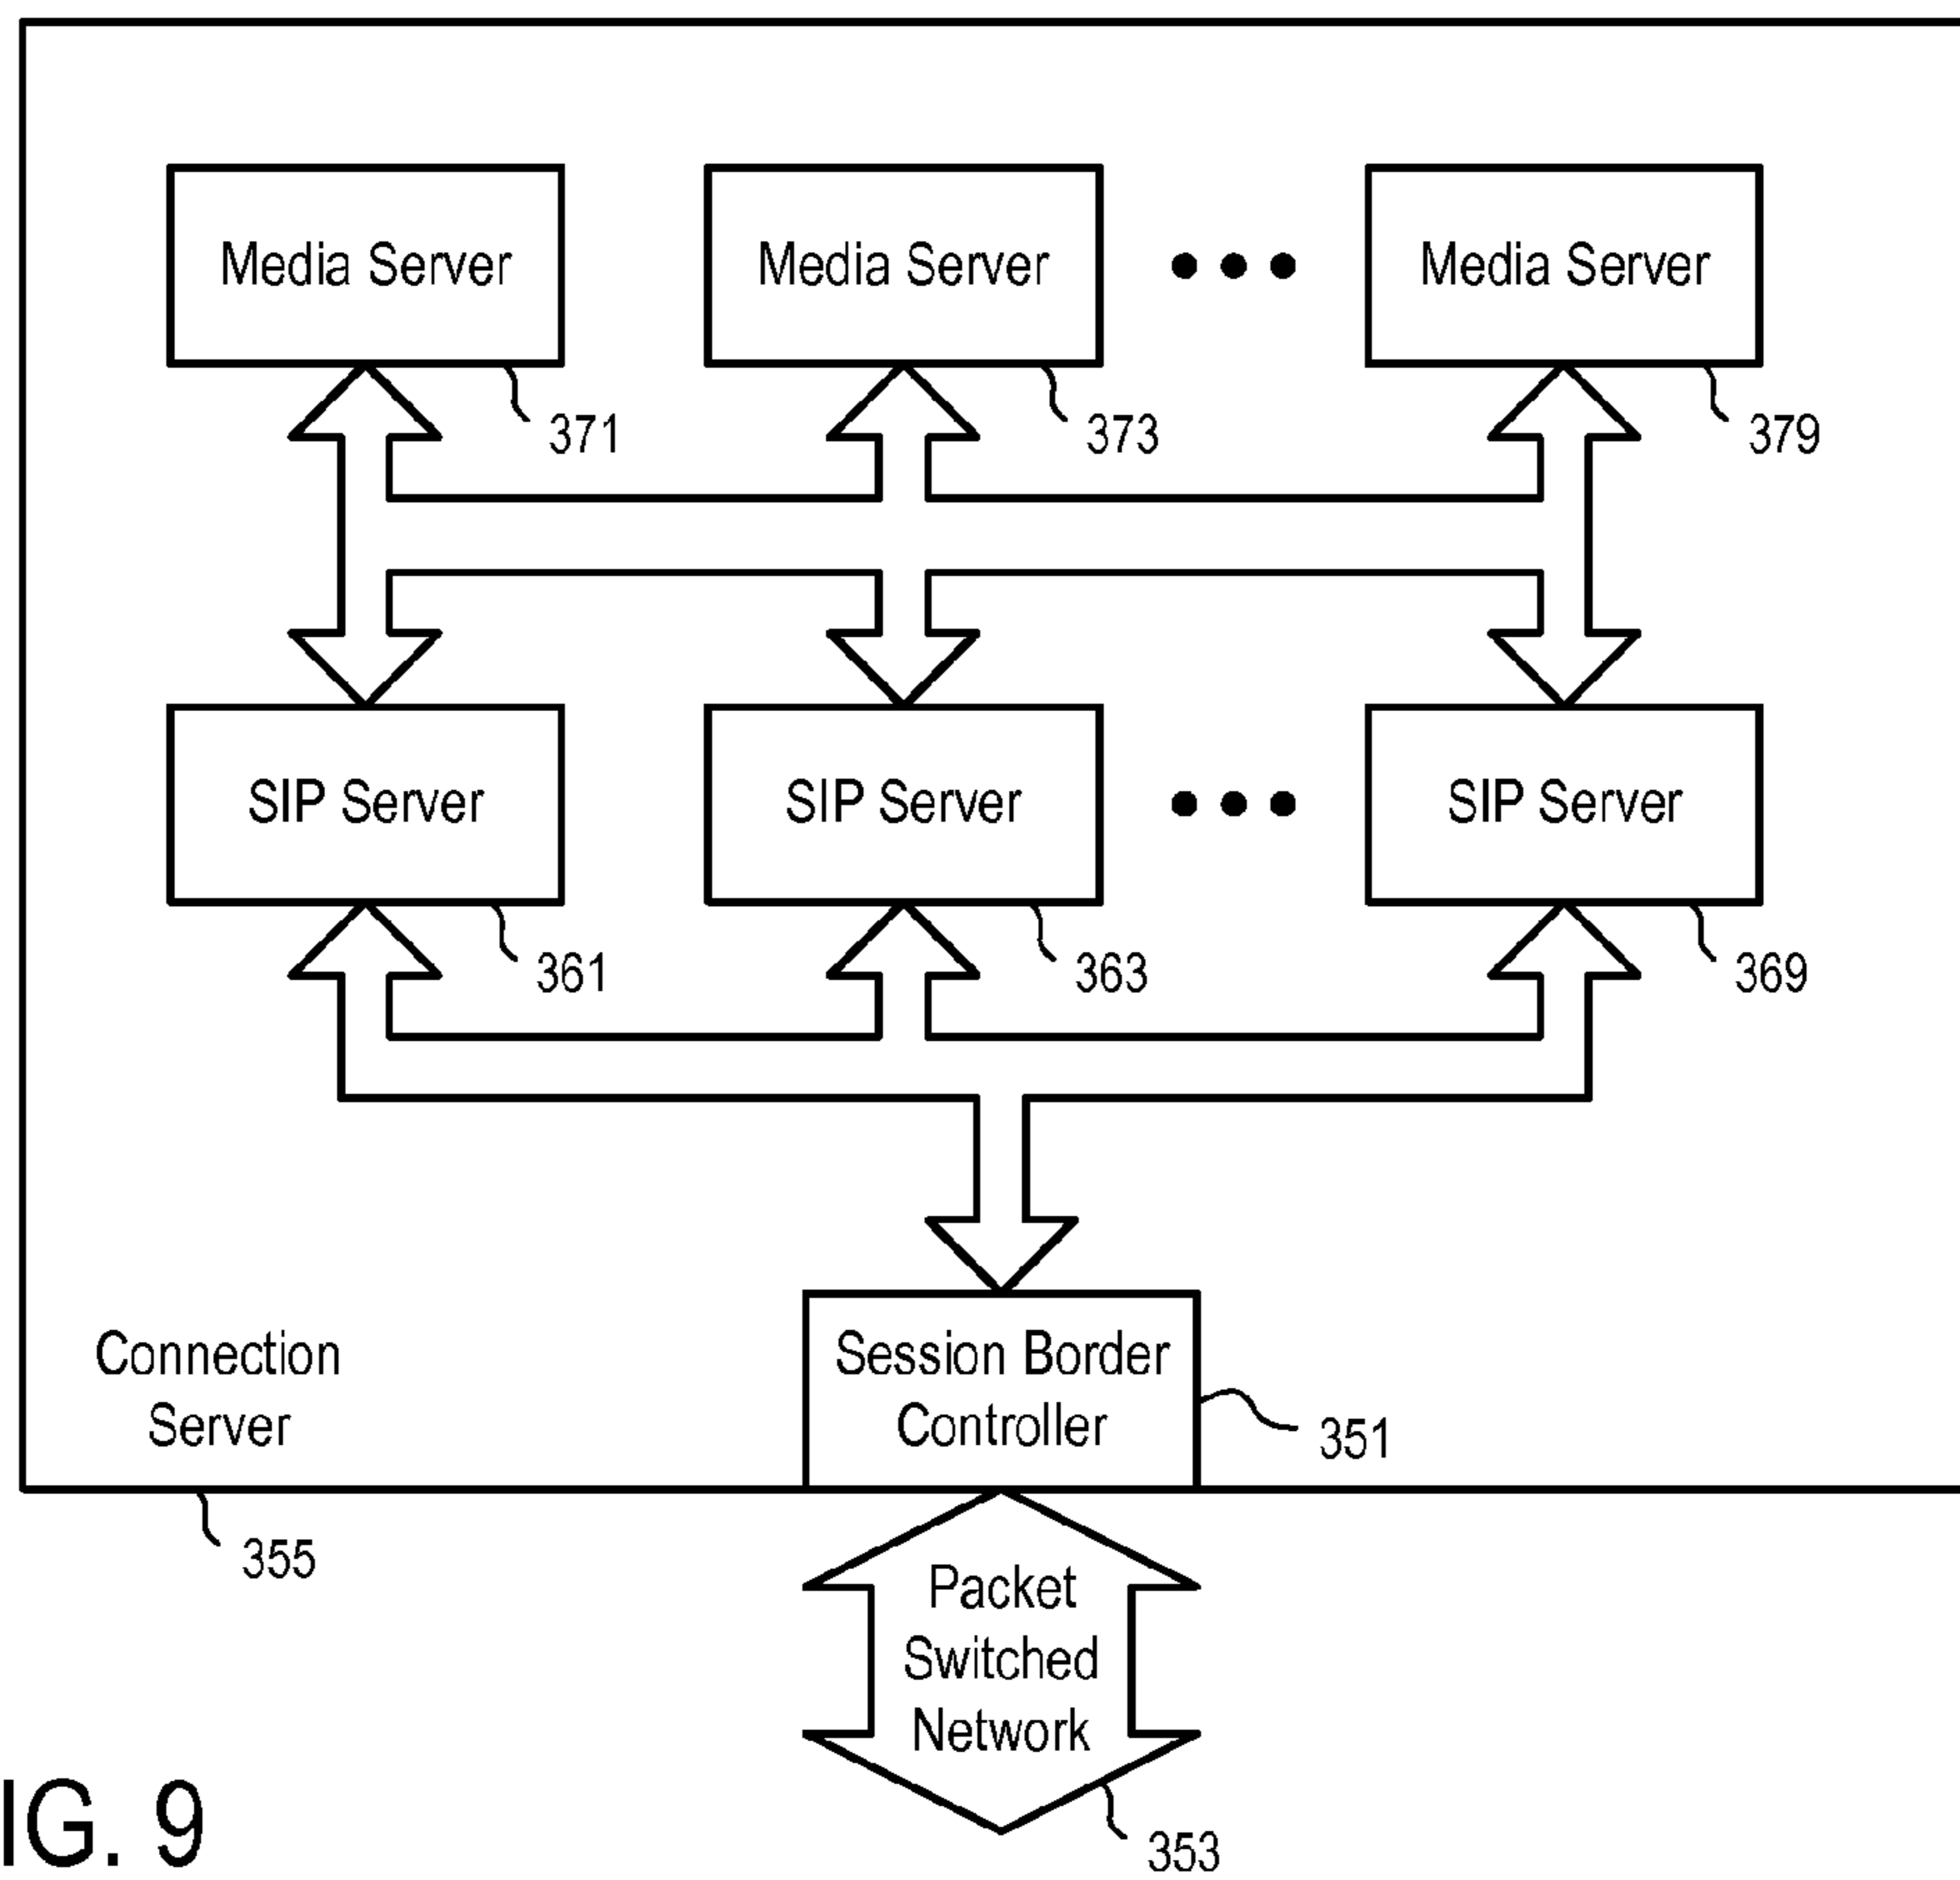 Media Server
Media Server
Media Server
371
373
379
SIP Server
SIP Server
SIP Server
361
363
369
Connection
Server
Session Border
Controller
351
355
Packet
Switched
Network
353
IG. 9